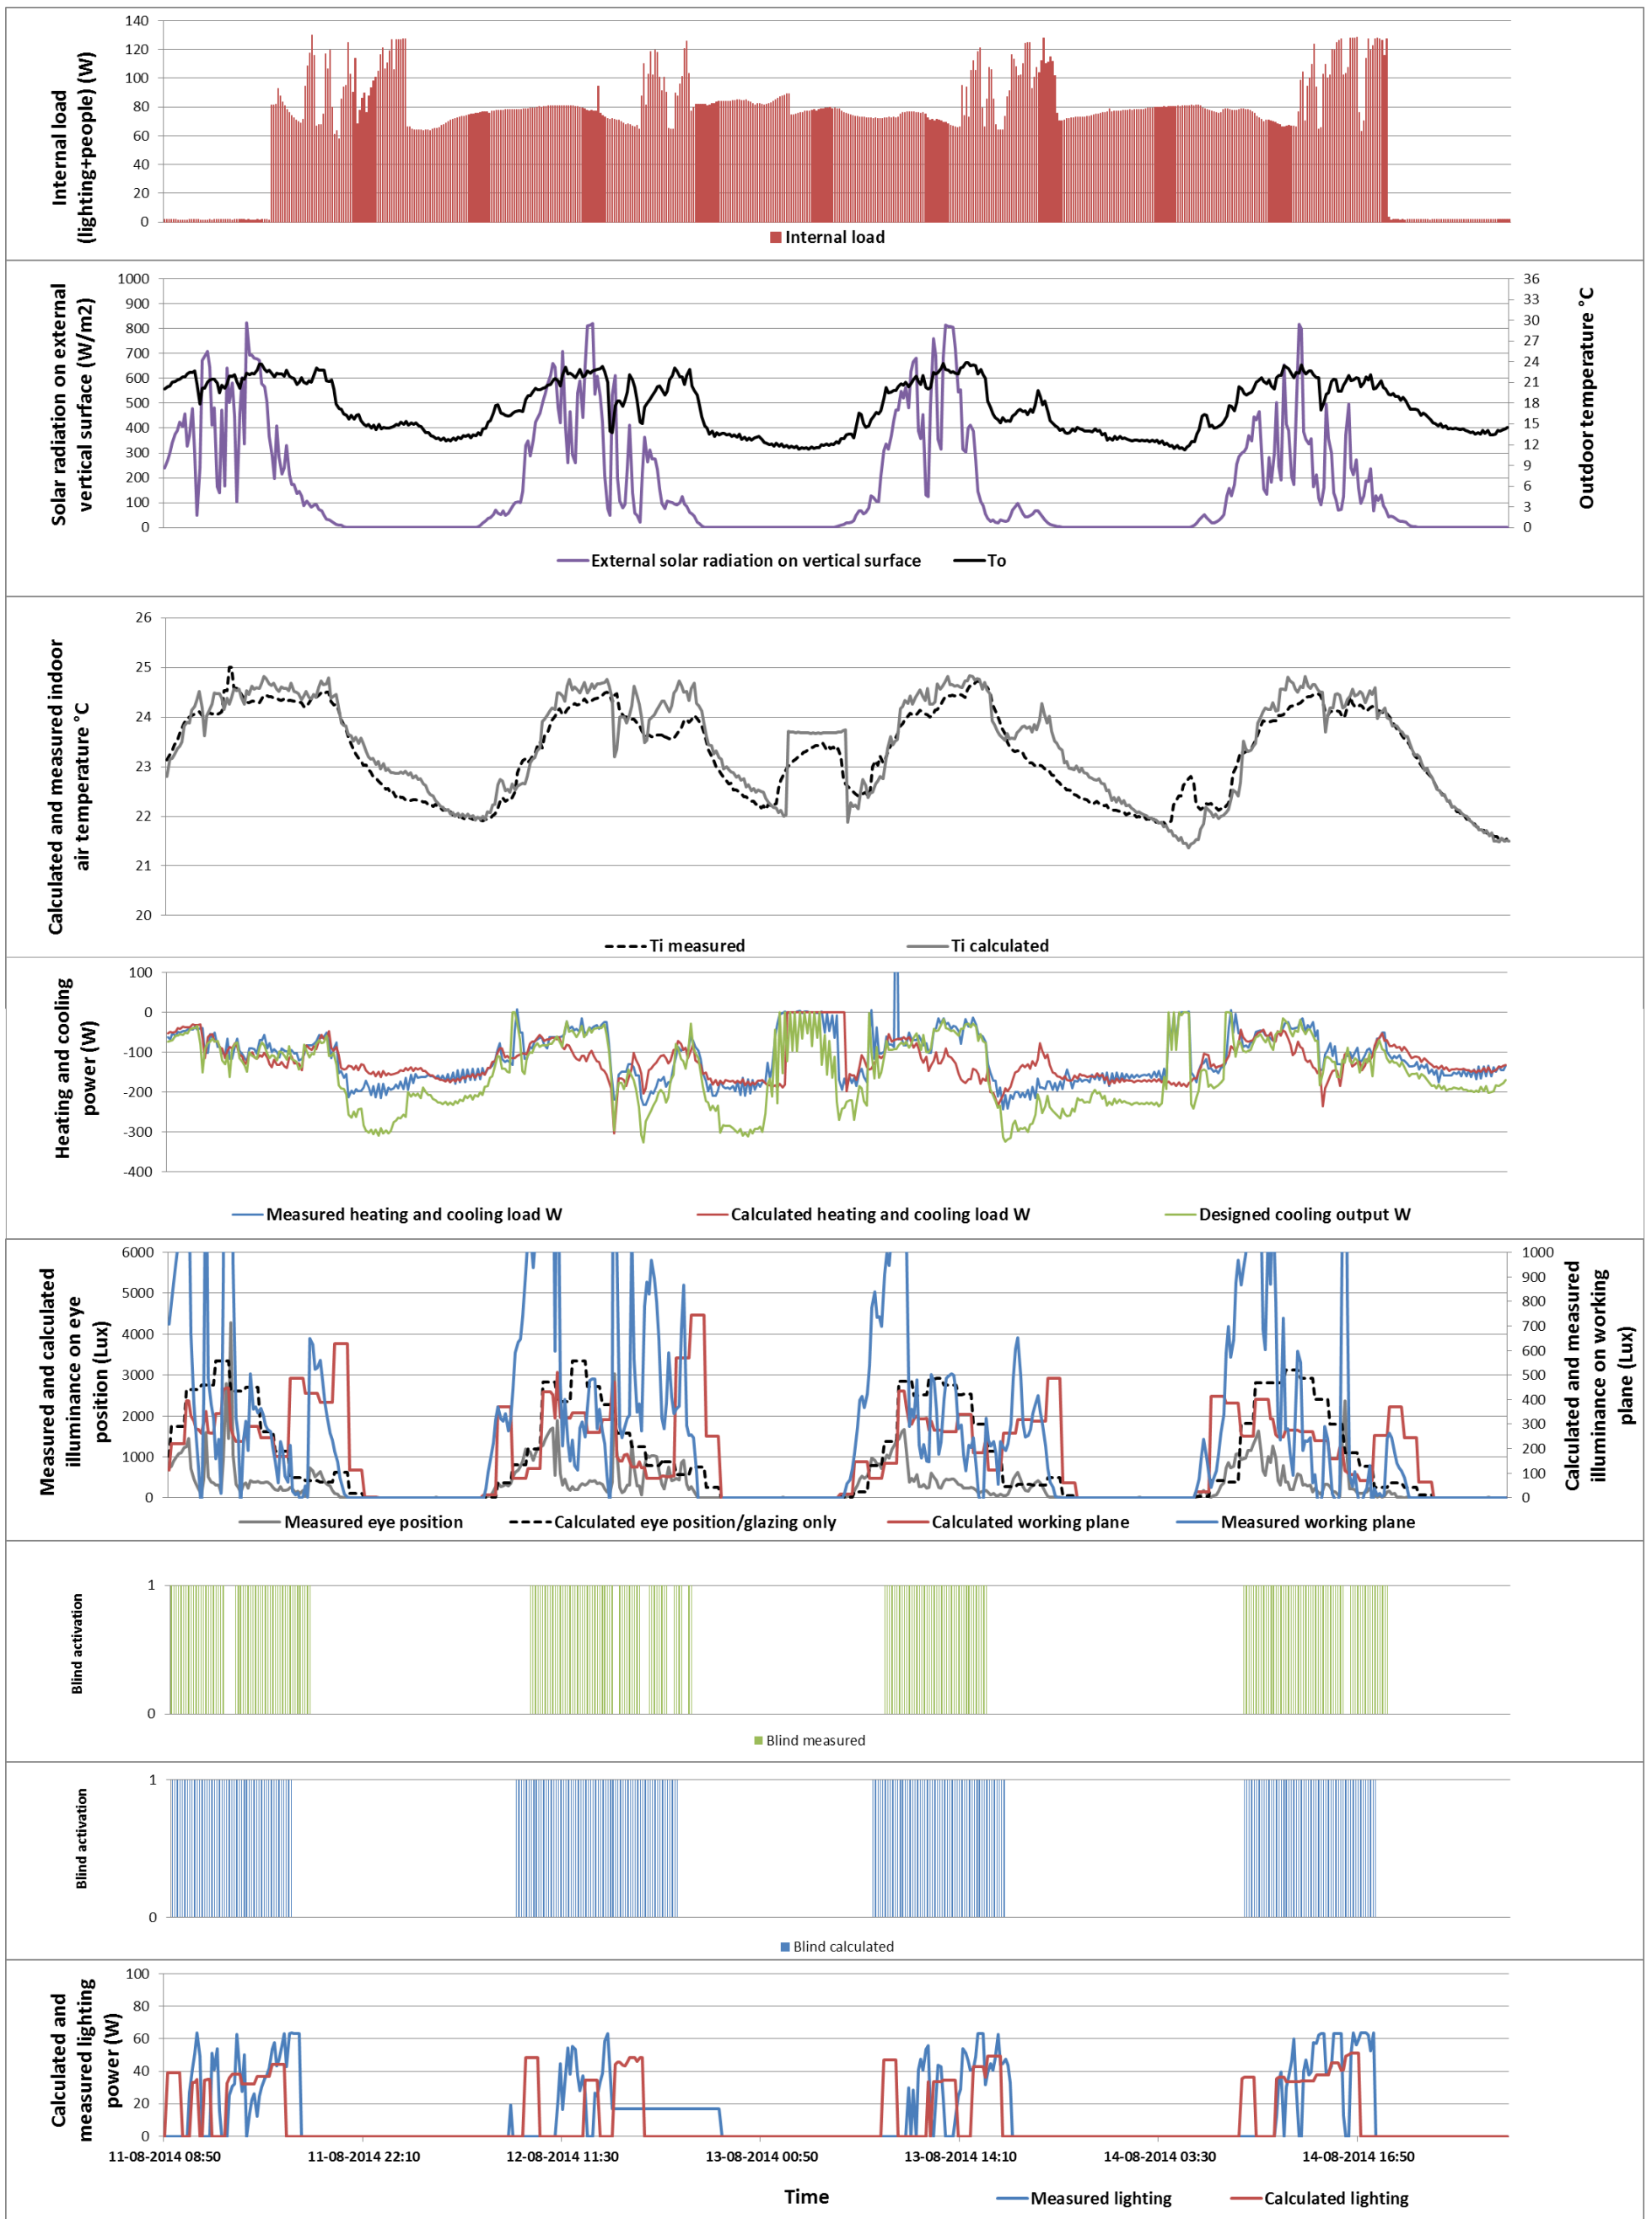 Internal load
(lighting+people) (W)
140
120
100
80
60
40
20
0
Internal load
Solar radiation on external
vertical surface (W/m2)
1000
900
800
700
600
500
400
300
200
100
0
36
33
30
27
24
21
18
15
12
9
6
3
0
Outdoor temperature °C
External solar radiation on vertical surface
To
Calculated and measured indoor
air temperature °C
26
25
24
23
22
21
20
Ti measured
Ti calculated
Heating and cooling
power (W)
100
0
-100
-200
-300
-400
Measured heating and cooling load W
Calculated heating and cooling load W
Designed cooling output W
Measured and calculated
illuminance on eye
position (Lux)
6000
5000
4000
3000
2000
1000
0
1000
900
800
700
600
500
400
300
200
100
0
Calculated and measured
illuminance on working
plane (Lux)
Measured eye position
Calculated eye position/glazing only
Calculated working plane
Measured working plane
Blind activation
1
0
Blind measured
Blind activation
1
0
Blind calculated
Calculated and
measured lighting
power (W)
100
80
60
40
20
0
11-08-2014 08:50
11-08-2014 22:10
12-08-2014 11:30
13-08-2014 00:50
13-08-2014 14:10
14-08-2014 03:30
14-08-2014 16:50
Time
Measured lighting
Calculated lighting